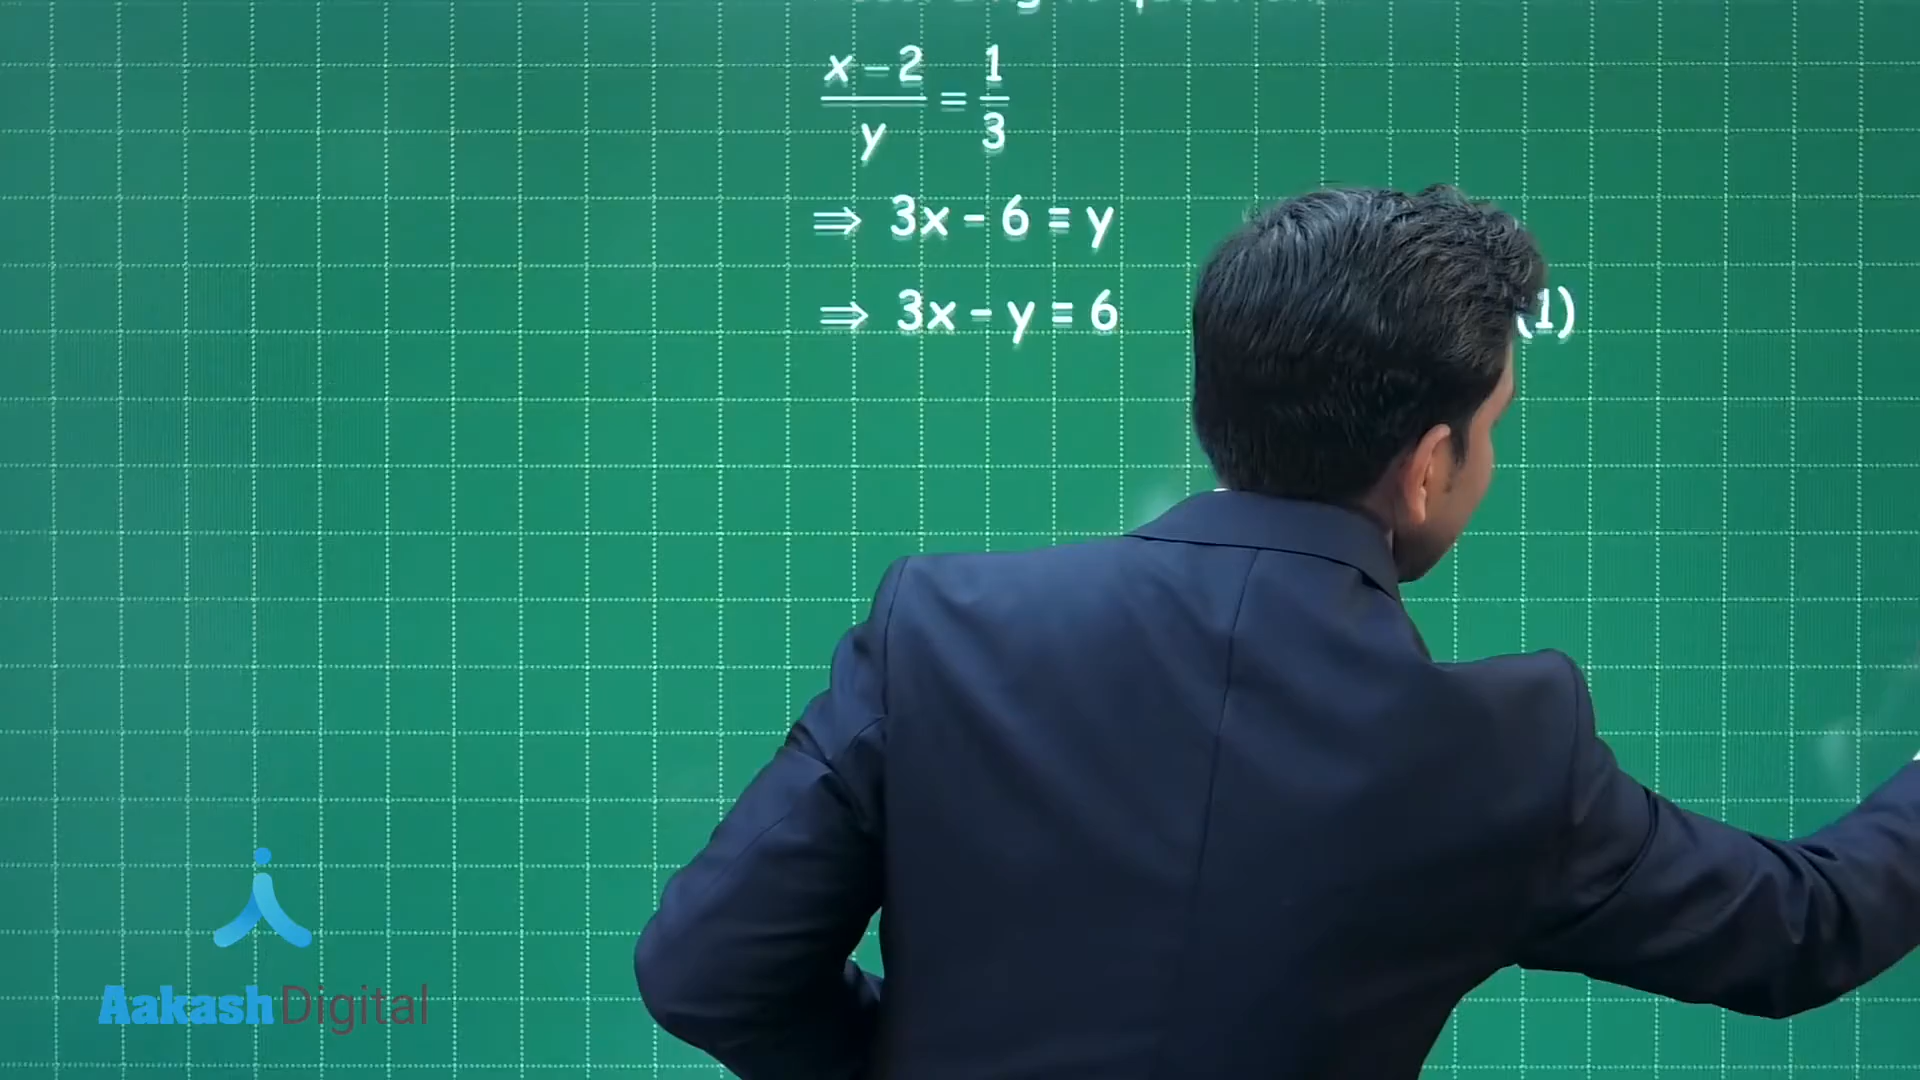 x - 2 / y = 1 / 3
⇒ 3x - 6 = y
⇒ 3x - y = 6 (1)
Aakash Digital